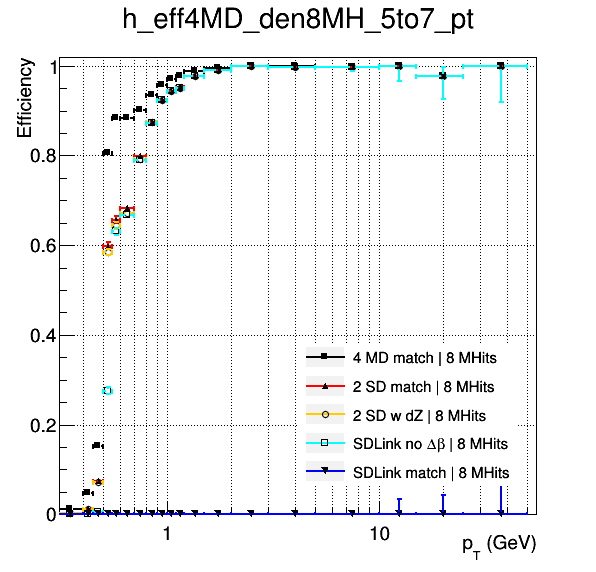 h_eff4MD_den8MH_5to7_pt
Efficiency
1
0.8
0.6
0.4
0.2
0
4 MD match | 8 MHits
2 SD match | 8 MHits
2 SD w dZ | 8 MHits
SDLink no Δβ | 8 MHits
SDLink match | 8 MHits
1
10
p_T (GeV)